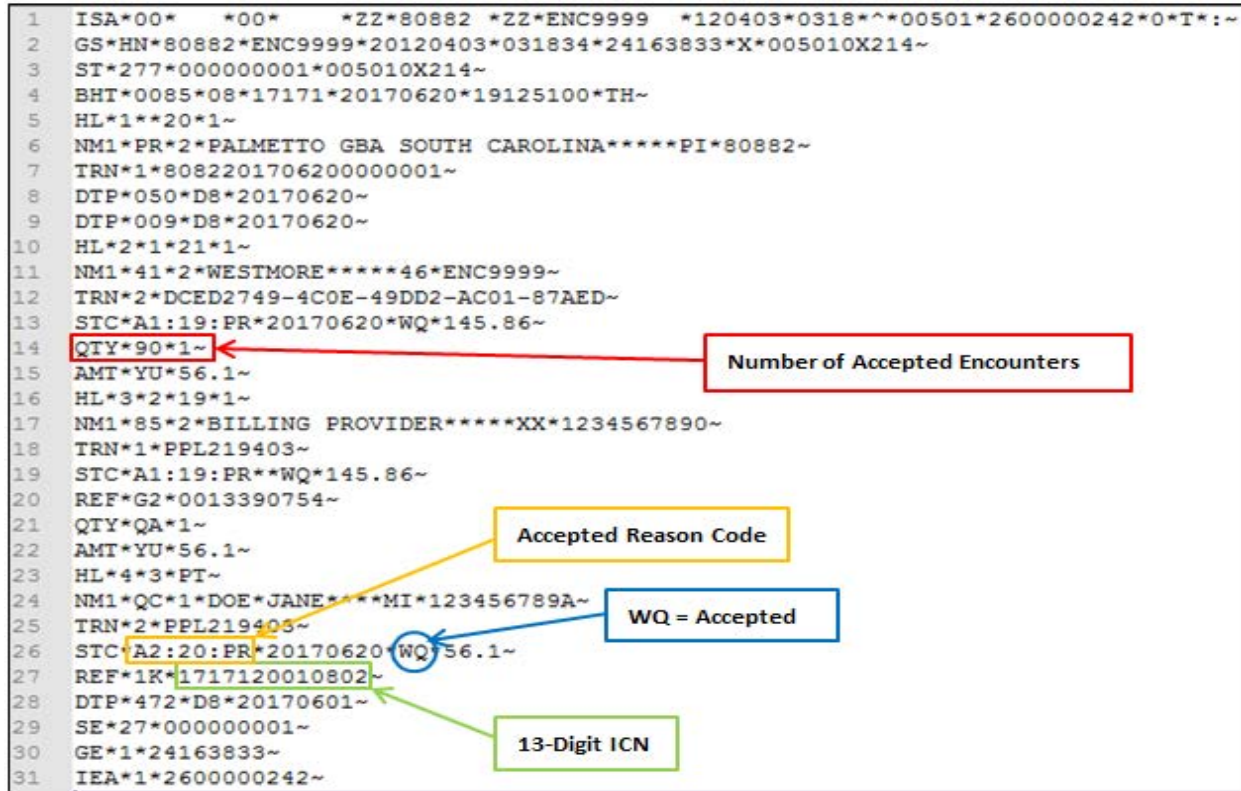 1 ISA*00* *00* *ZZ*80882 *ZZ*ENC9999 *120403*0318*^*00501*2600000242*0*T*:~
2 GS*HN*80882*ENC9999*20120403*031834*24163833*X*005010X214~
3 ST*277*000000001*005010X214~
4 BHT*0085*08*17171*20170620*19125100*TH~
5 HL*1**20*1~
6 NM1*PR*2*PALMETTO GBA SOUTH CAROLINA*****PI*80882~
7 TRN*1*8082201706200000001~
8 DTP*050*D8*20170620~
9 DTP*009*D8*20170620~
10 HL*2*1*21*1~
11 NM1*41*2*WESTMORE*****46*ENC9999~
12 TRN*2*DCED2749-4C0E-49DD2-AC01-87AED~
13 STC*A1:19:PR*20170620*WQ*145.86~
14 QTY*90*1~
Number of Accepted Encounters
15 AMT*YU*56.1~
16 HL*3*2*19*1~
17 NM1*85*2*BILLING PROVIDER*****XX*1234567890~
18 TRN*1*PPL219403~
19 STC*A1:19:PR**WQ*145.86~
20 REF*G2*0013390754~
21 QTY*QA*1~
Accepted Reason Code
22 AMT*YU*56.1~
23 HL*4*3*PT~
24 NM1*QC*1*DOE*JANE****MI*123456789A~
WQ = Accepted
25 TRN*2*PPL219403~
26 STC*A2:20:PR*20170620*WQ*56.1~
27 REF*1K*1717120010802~
28 DTP*472*D8*20170601~
29 SE*27*000000001~
13-Digit ICN
30 GE*1*24163833~
31 IEA*1*2600000242~